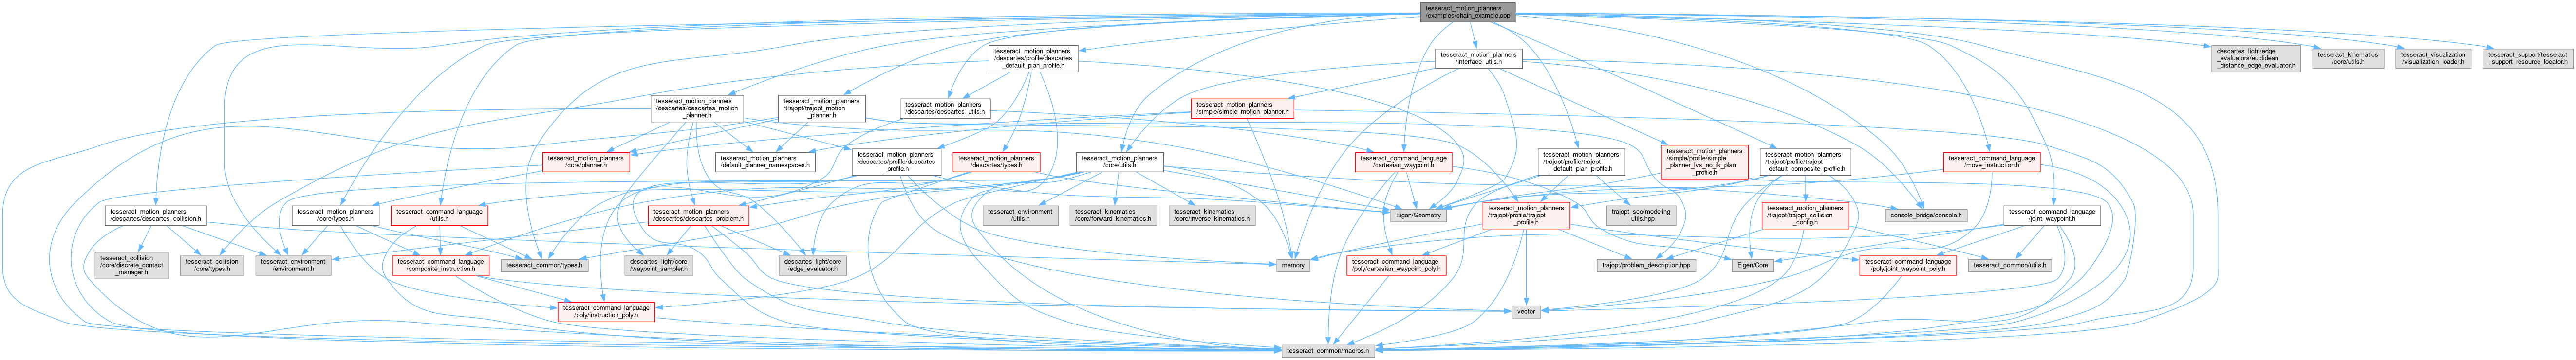 tesseract_motion_planners
/examples/chain_example.cpp
tesseract_motion_planners
/descartes/profile/descartes
_default_plan_profile.h
tesseract_motion_planners
/interface_utils.h
descartes_light/edge
_evaluators/euclidean
_distance_edge_evaluator.h
tesseract_kinematics
/core/utils.h
tesseract_visualization
/visualization_loader.h
tesseract_support/tesseract
_support_resource_locator.h
tesseract_motion_planners
/descartes/descartes_motion
_planner.h
tesseract_motion_planners
/trajopt/trajopt_motion
_planner.h
tesseract_motion_planners
/descartes/descartes_utils.h
tesseract_motion_planners
/simple/simple_motion_planner.h
tesseract_motion_planners
/core/planner.h
tesseract_motion_planners
/default_planner_namespaces.h
tesseract_motion_planners
/descartes/profile/descartes
_profile.h
tesseract_motion_planners
/descartes/types.h
tesseract_motion_planners
/core/utils.h
tesseract_command_language
/cartesian_waypoint.h
tesseract_motion_planners
/trajopt/profile/trajopt
_default_plan_profile.h
tesseract_motion_planners
/simple/profile/simple
_planner_lvs_no_ik_plan
_profile.h
tesseract_motion_planners
/trajopt/profile/trajopt
_default_composite_profile.h
tesseract_command_language
/move_instruction.h
tesseract_motion_planners
/descartes/descartes_collision.h
tesseract_motion_planners
/core/types.h
tesseract_command_language
/utils.h
tesseract_motion_planners
/descartes/descartes_problem.h
tesseract_environment
/utils.h
tesseract_kinematics
/core/forward_kinematics.h
tesseract_kinematics
/core/inverse_kinematics.h
Eigen/Geometry
tesseract_motion_planners
/trajopt/profile/trajopt
_profile.h
trajopt_sco/modeling
_utils.hpp
tesseract_motion_planners
/trajopt/trajopt_collision
_config.h
console_bridge/console.h
tesseract_command_language
/joint_waypoint.h
tesseract_collision
/core/discrete_contact
_manager.h
tesseract_collision
/core/types.h
tesseract_environment
/environment.h
tesseract_command_language
/composite_instruction.h
tesseract_common/types.h
descartes_light/core
/waypoint_sampler.h
descartes_light/core
/edge_evaluator.h
memory
tesseract_command_language
/poly/cartesian_waypoint_poly.h
trajopt/problem_description.hpp
Eigen/Core
tesseract_command_language
/poly/joint_waypoint_poly.h
tesseract_common/utils.h
tesseract_command_language
/poly/instruction_poly.h
vector
tesseract_common/macros.h